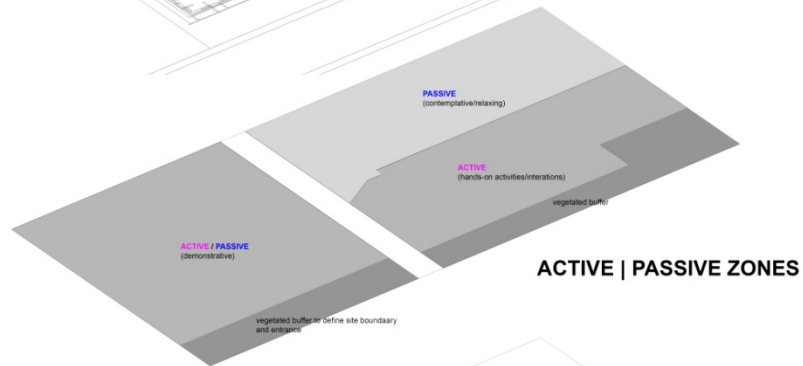 PASSIVE
(contemplative/relaxing)
ACTIVE
(hands-on activities/interations)
vegetated buffer
ACTIVE / PASSIVE
(demonstrative)
ACTIVE | PASSIVE ZONES
vegetated buffer to define site boundaary
and entrance